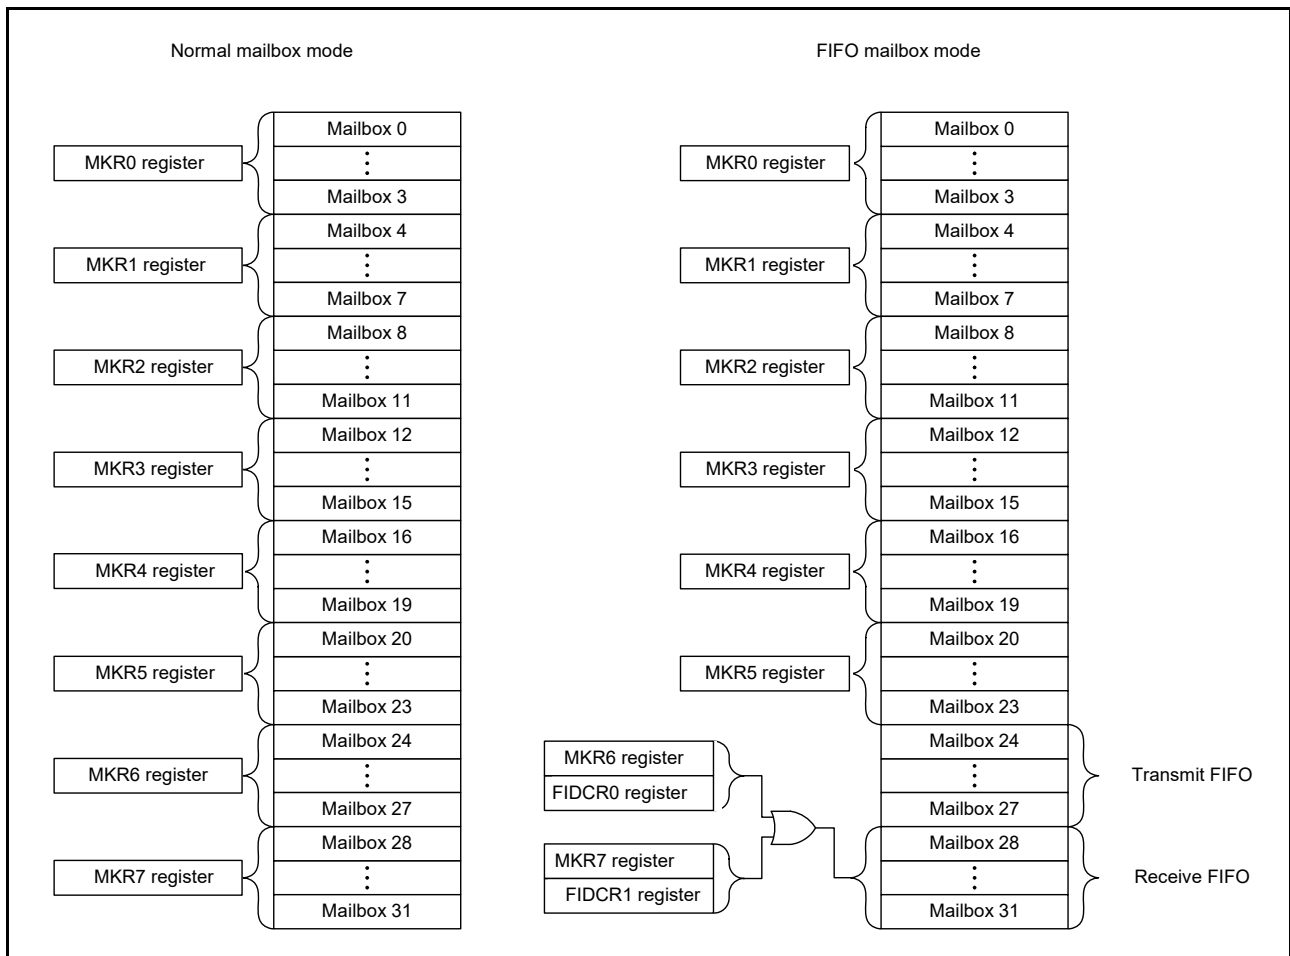 Normal mailbox mode
MKR0 register
Mailbox 0
Mailbox 3
MKR1 register
Mailbox 4
Mailbox 7
MKR2 register
Mailbox 8
Mailbox 11
MKR3 register
Mailbox 12
Mailbox 15
MKR4 register
Mailbox 16
Mailbox 19
MKR5 register
Mailbox 20
Mailbox 23
MKR6 register
Mailbox 24
Mailbox 27
MKR7 register
Mailbox 28
Mailbox 31
FIFO mailbox mode
MKR0 register
Mailbox 0
Mailbox 3
MKR1 register
Mailbox 4
Mailbox 7
MKR2 register
Mailbox 8
Mailbox 11
MKR3 register
Mailbox 12
Mailbox 15
MKR4 register
Mailbox 16
Mailbox 19
MKR5 register
Mailbox 20
Mailbox 23
MKR6 register
FIDCR0 register
Mailbox 24
Mailbox 27
Transmit FIFO
MKR7 register
FIDCR1 register
Mailbox 28
Mailbox 31
Receive FIFO